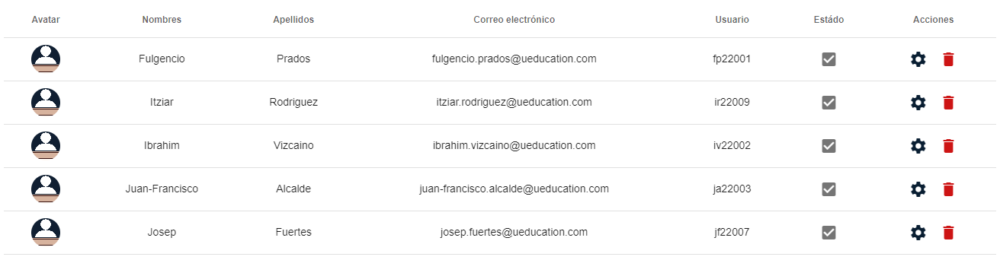 Avatar Nombres Apellidos Correo electrónico Usuario Estádo Acciones
Fulgencio Prados fulgencio.prados@ueducation.com fp22001
Itziar Rodriguez itziar.rodriguez@ueducation.com ir22009
Ibrahim Vizcaino ibrahim.vizcaino@ueducation.com iv22002
Juan-Francisco Alcalde juan-francisco.alcalde@ueducation.com ja22003
Josep Fuertes josep.fuertes@ueducation.com jf22007